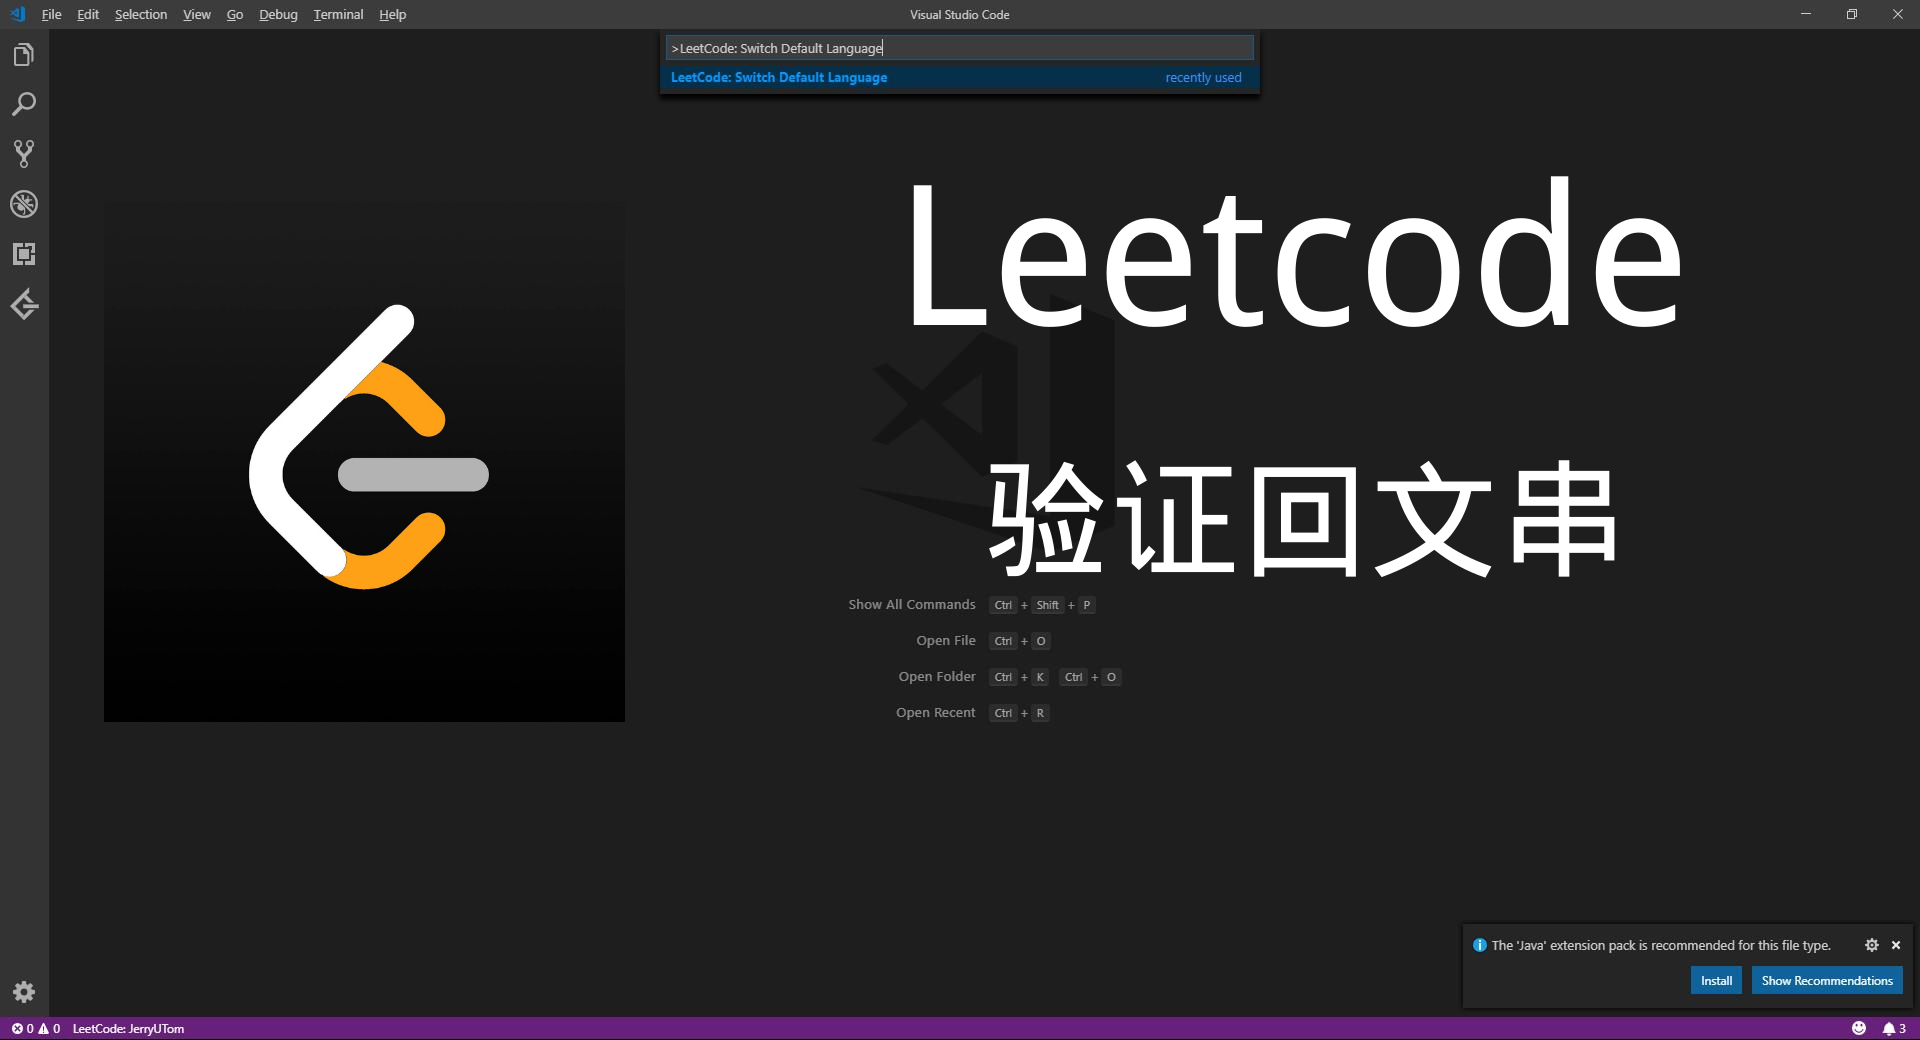 File Edit Selection View Go Debug Terminal Help
Visual Studio Code
>LeetCode: Switch Default Language
LeetCode: Switch Default Language recently used
Leetcode
验证回文串
Show All Commands Ctrl + Shift + P
Open File Ctrl + O
Open Folder Ctrl + K Ctrl + O
Open Recent Ctrl + R
The 'Java' extension pack is recommended for this file type.
Install Show Recommendations
0 0 LeetCode: JerryUTom 3